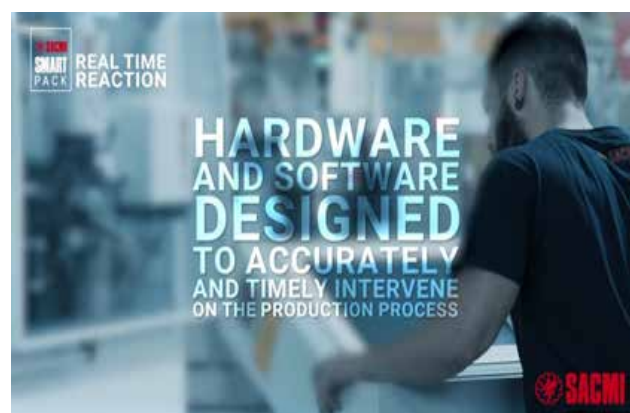 SACMI
SMART
PACK
REAL TIME
REACTION
HARDWARE
AND SOFTWARE
DESIGNED
TO ACCURATELY
AND TIMELY INTERVENE
ON THE PRODUCTION PROCESS
SACMI